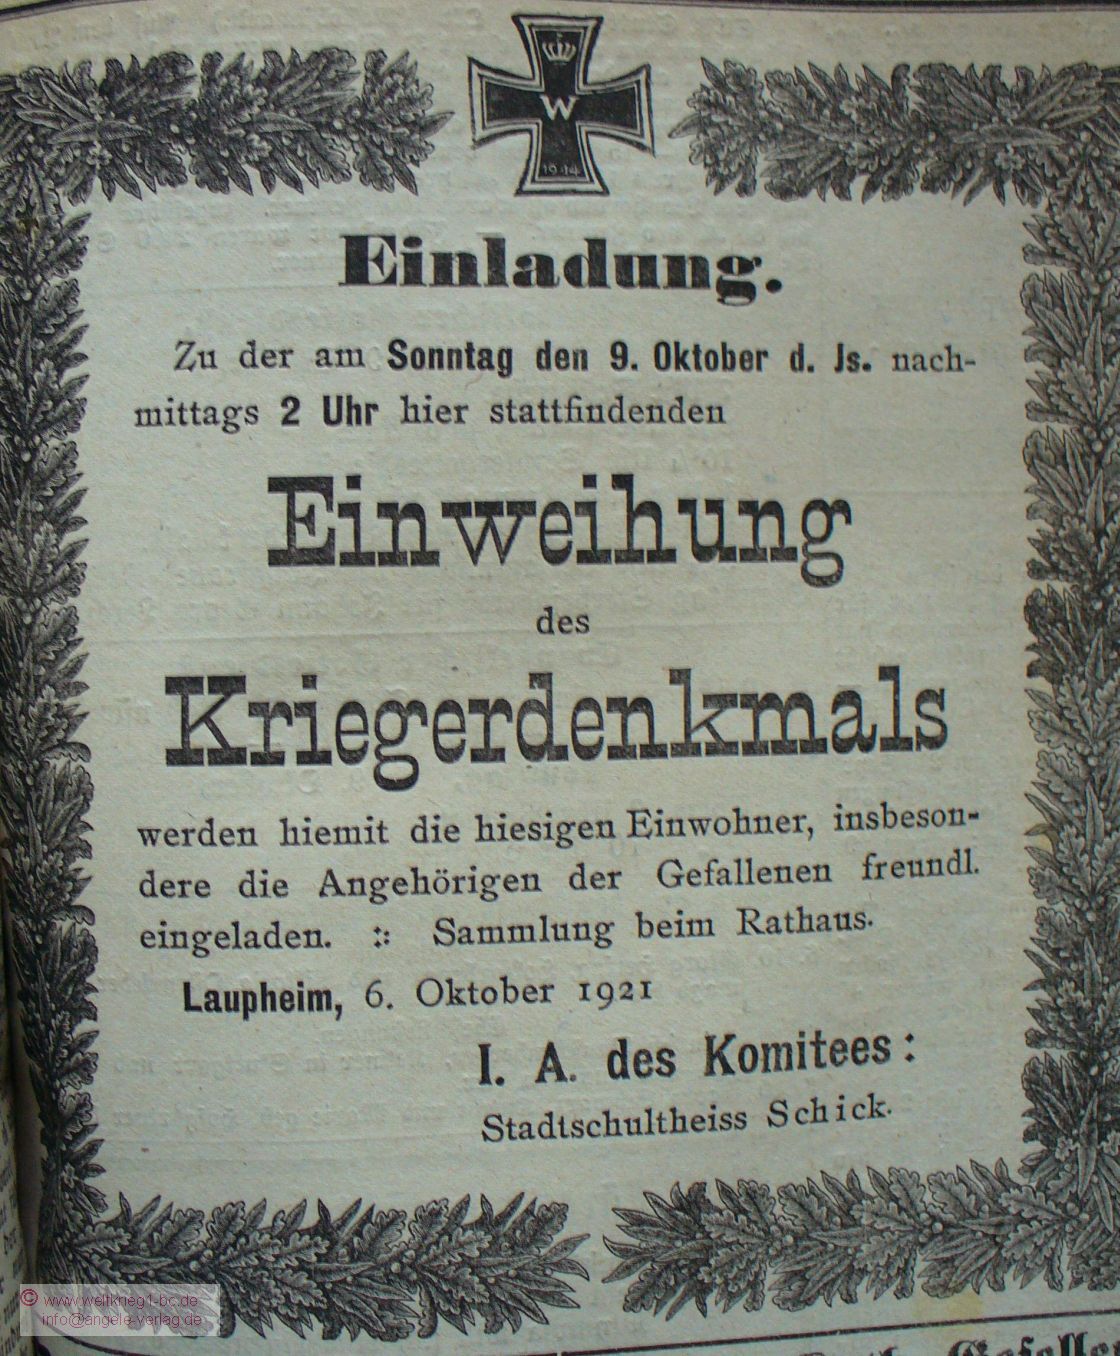 W
1914
Einladung.
Zu der am Sonntag den 9. Oktober d. Js. nach-
mittags 2 Uhr hier stattfindenden
Einweihung
des
Kriegerdenkmals
werden hiemit die hiesigen Einwohner, insbeson-
dere die Angehörigen der Gefallenen freundl.
eingeladen. :: Sammlung beim Rathaus.
Laupheim, 6. Oktober 1921
I. A. des Komitees:
Stadtschultheiss Schick.
© www.weltkrieg1-bc.de
info@angele-verlag.de